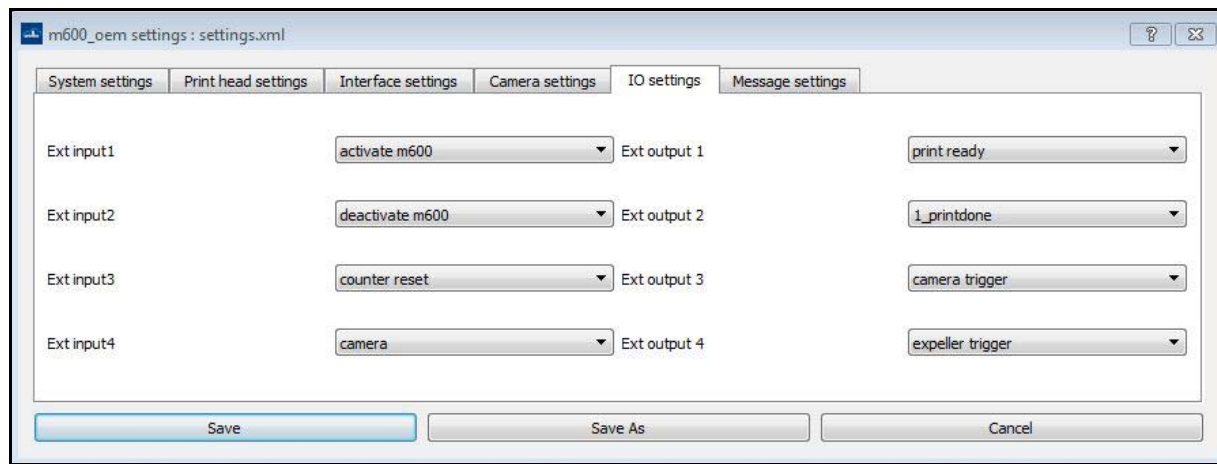 m600_oem settings : settings.xml
System settings Print head settings Interface settings Camera settings IO settings Message settings
Ext input1 activate m600 Ext output 1 print ready
Ext input2 deactivate m600 Ext output 2 1_printdone
Ext input3 counter reset Ext output 3 camera trigger
Ext input4 camera Ext output 4 expeller trigger
Save Save As Cancel